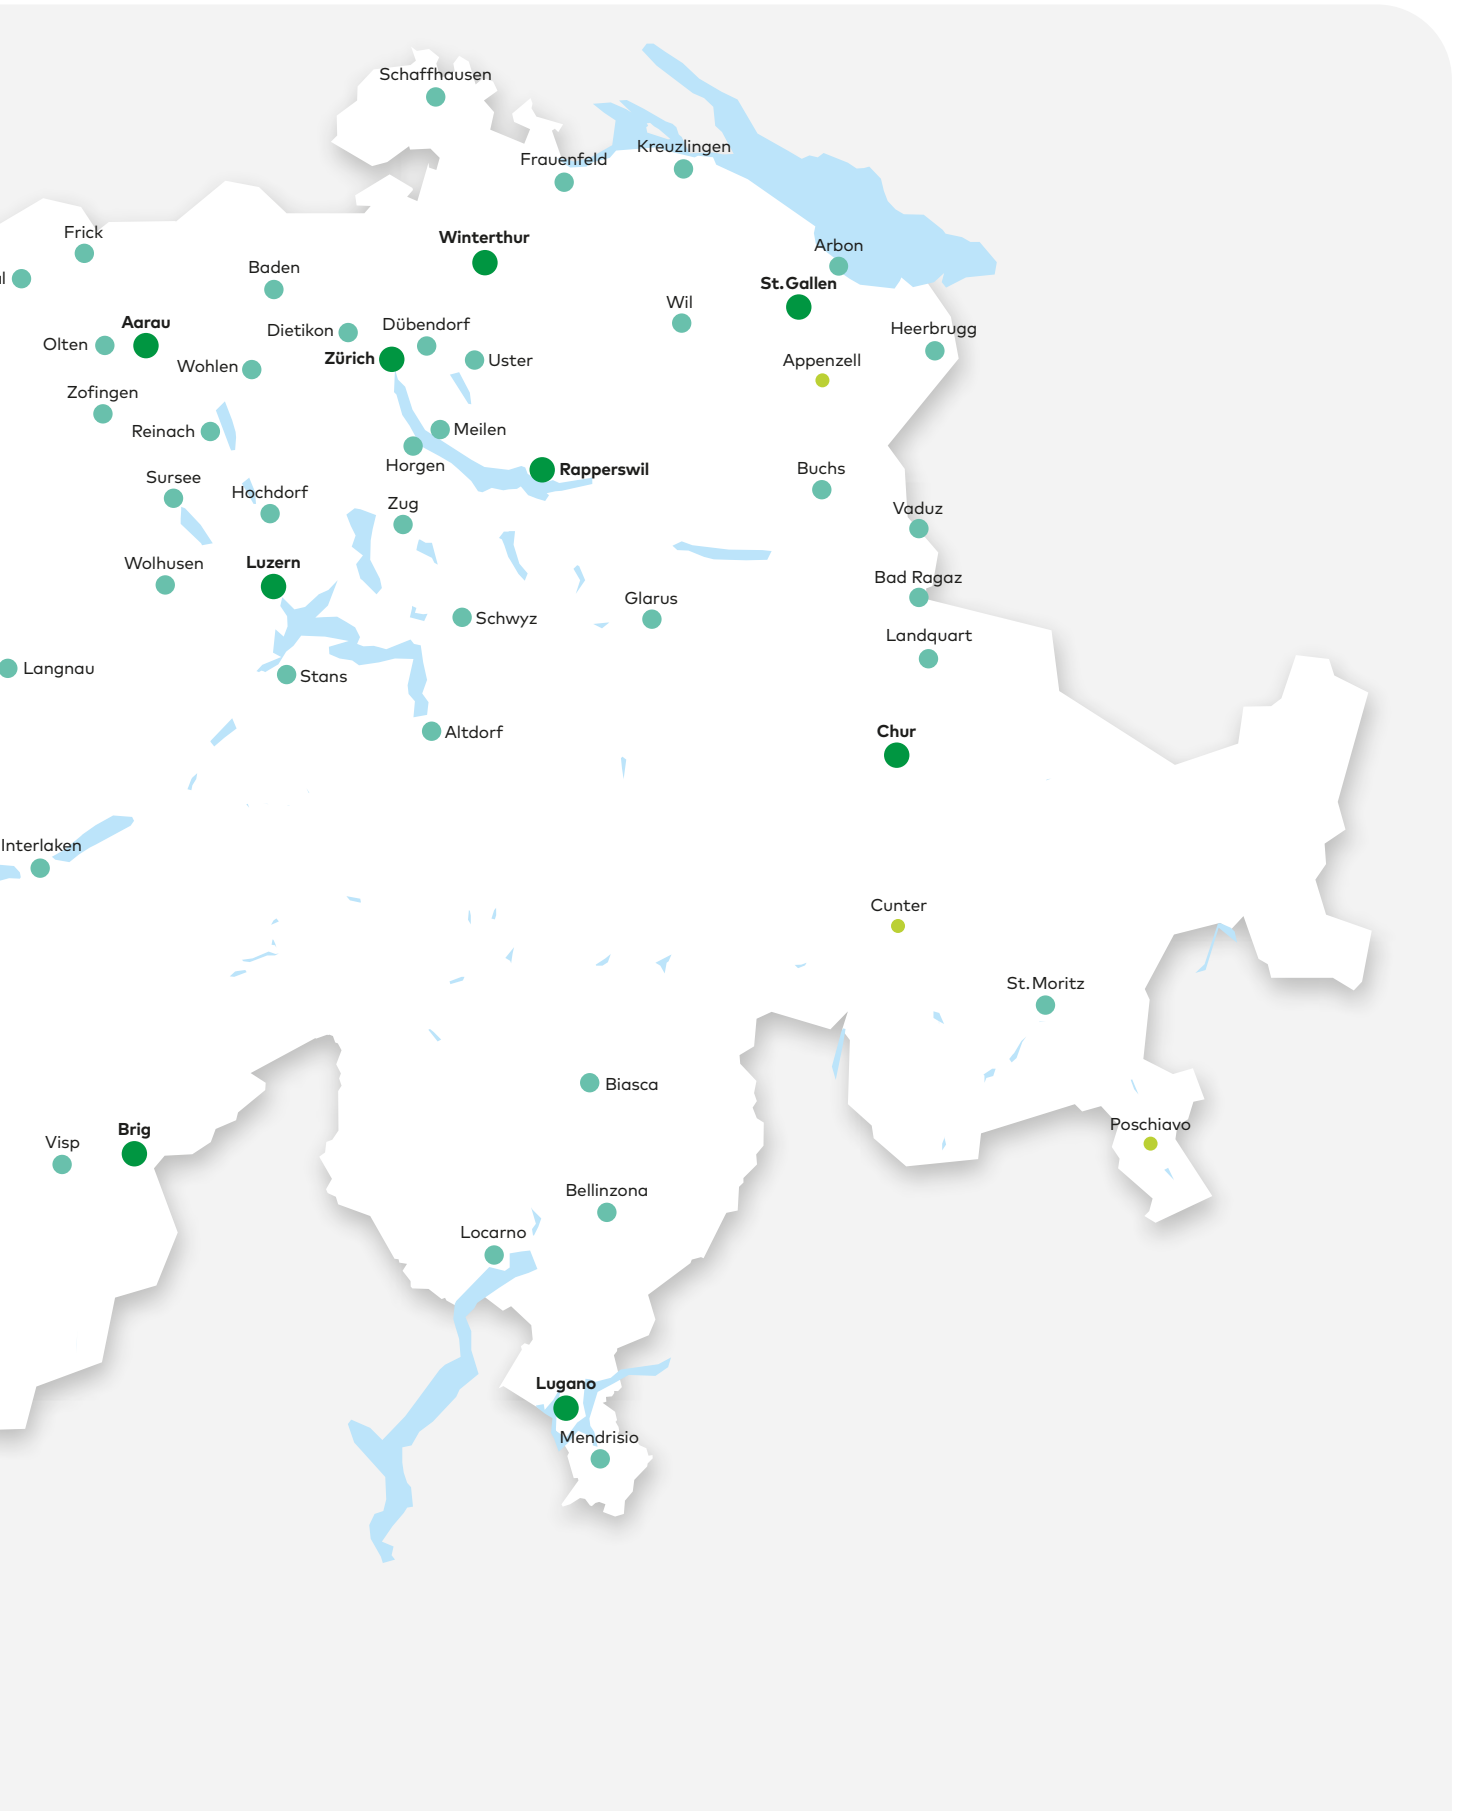 Schaffhausen
Kreuzlingen
Frauenfeld
Frick
Winterthur
Arbon
Baden
St. Gallen
Wil
Aarau
Dübendorf
Heerbrugg
Dietikon
Olten
Zürich
Uster
Appenzell
Wohlen
Zofingen
Meilen
Reinach
Horgen
Rapperswil
Buchs
Sursee
Hochdorf
Zug
Vaduz
Wolhusen
Luzern
Bad Ragaz
Glarus
Schwyz
Landquart
Langnau
Stans
Chur
Altdorf
Interlaken
Cunter
St. Moritz
Biasca
Poschiavo
Brig
Visp
Bellinzona
Locarno
Lugano
Mendrisio